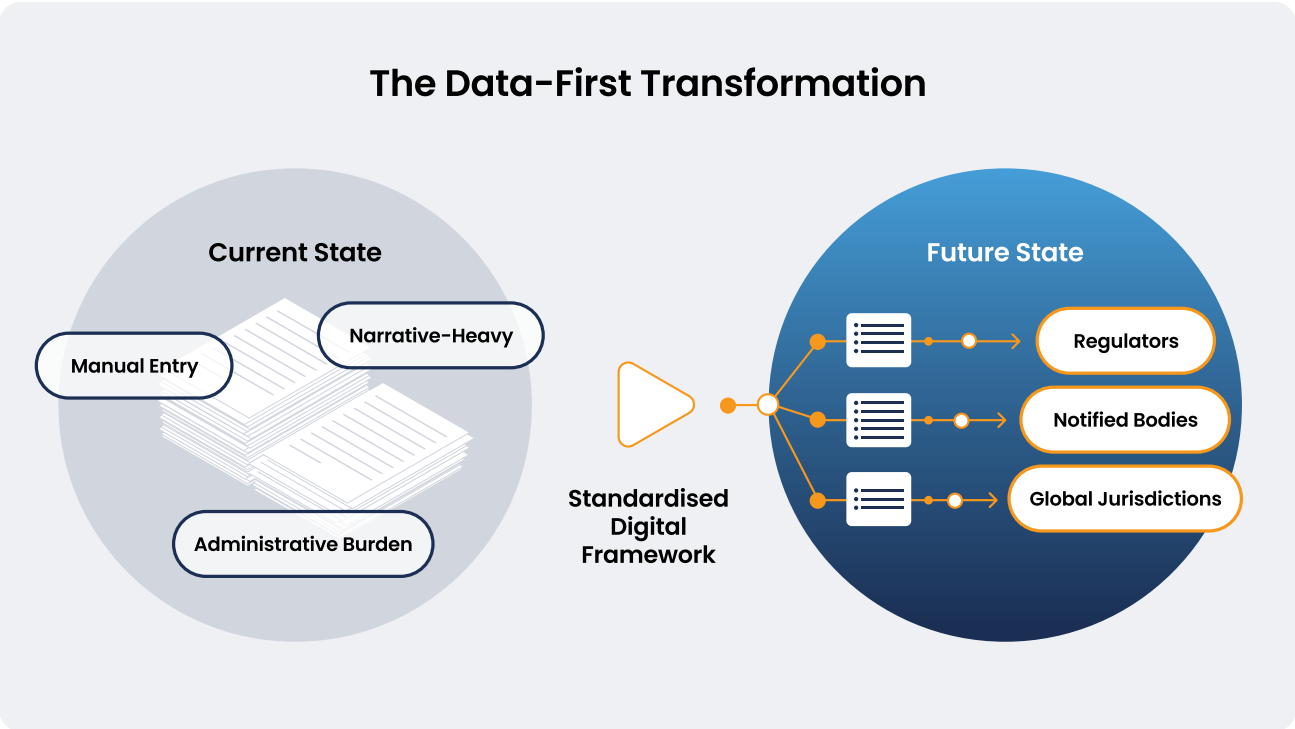 The Data-First Transformation
Current State
Manual Entry
Narrative-Heavy
Administrative Burden
Standardised
Digital
Framework
Future State
Regulators
Notified Bodies
Global Jurisdictions